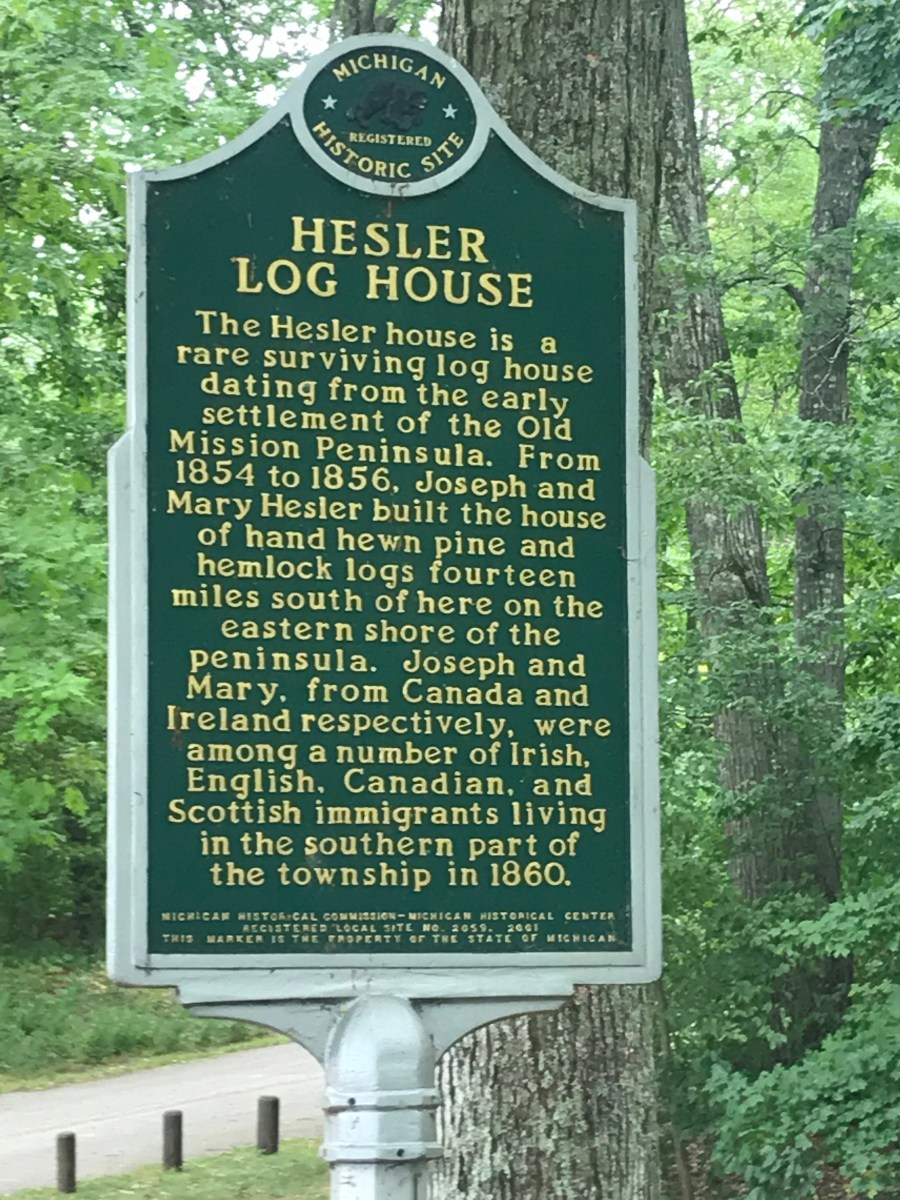 MICHIGAN
REGISTERED
HISTORIC SITE
HESLER
LOG HOUSE
The Hesler house is a
rare surviving log house
dating from the early
settlement of the Old
Mission Peninsula. From
1854 to 1856, Joseph and
Mary Hesler built the house
of hand hewn pine and
hemlock logs fourteen
miles south of here on the
eastern shore of the
peninsula. Joseph and
Mary, from Canada and
Ireland respectively, were
among a number of Irish,
English, Canadian, and
Scottish immigrants living
in the southern part of
the township in 1860.
MICHIGAN HISTORICAL COMMISSION-MICHIGAN HISTORICAL CENTER
REGISTERED LOCAL SITE NO. 2059, 2001
THIS MARKER IS THE PROPERTY OF THE STATE OF MICHIGAN